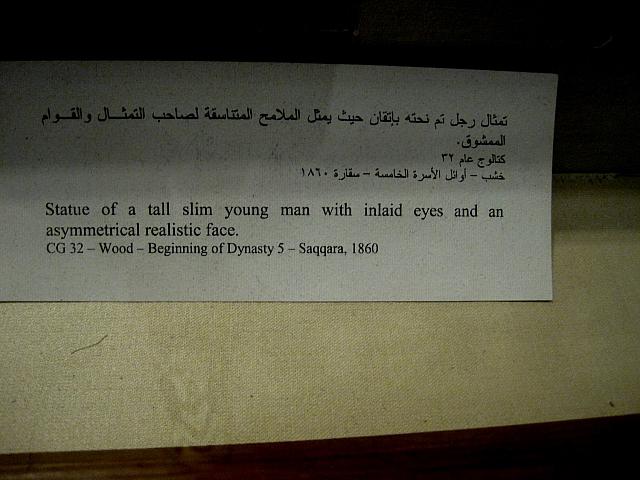 تمثال رجل تم نحته بإتقان حيث يمثل الملامح المتناسقة لصاحب التمثال والقوام
الممشوق.
كتالوج عام ٣٢
خشب – أوائل الأسرة الخامسة – سقارة ١٨٦٠
Statue of a tall slim young man with inlaid eyes and an
asymmetrical realistic face.
CG 32 – Wood – Beginning of Dynasty 5 – Saqqara, 1860